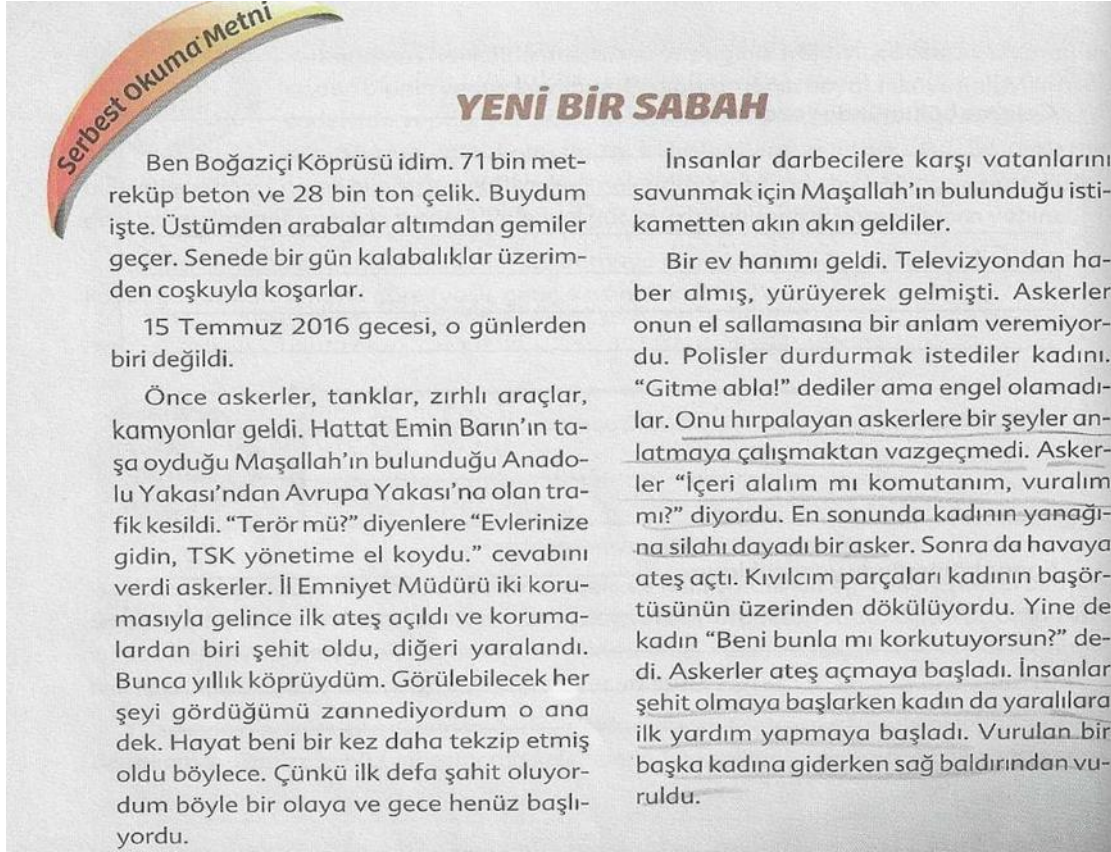 Serbest Okuma Metni
YENİ BİR SABAH
Ben Boğaziçi Köprüsü idim. 71 bin met-
reküp beton ve 28 bin ton çelik. Buydum
işte. Üstümden arabalar altımdan gemiler
geçer. Senede bir gün kalabalıklar üzerim-
den coşkuyla koşarlar.
15 Temmuz 2016 gecesi, o günlerden
biri değildi.
Önce askerler, tanklar, zırhlı araçlar,
kamyonlar geldi. Hattat Emin Barın’ın ta-
şa oyduğu Maşallah’ın bulunduğu Anado-
lu Yakası’ndan Avrupa Yakası’na olan tra-
fik kesildi. “Terör mü?” diyenlere “Evlerinize
gidin, TSK yönetime el koydu.” cevabını
verdi askerler. İl Emniyet Müdürü iki koru-
masıyla gelince ilk ateş açıldı ve koruma-
lardan biri şehit oldu, diğeri yaralandı.
Bunca yıllık köprüydüm. Görülebilecek her
şeyi gördüğümü zannediyordum o ana
dek. Hayat beni bir kez daha tekzip etmiş
oldu böylece. Çünkü ilk defa şahit oluyor-
dum böyle bir olaya ve gece henüz başlı-
yordu.
İnsanlar darbecilere karşı vatanlarını
savunmak için Maşallah’ın bulunduğu isti-
kametten akın akın geldiler.
Bir ev hanımı geldi. Televizyondan ha-
ber almış, yürüyerek gelmişti. Askerler
onun el sallamasına bir anlam veremiyor-
du. Polisler durdurmak istediler kadını.
“Gitme abla!” dediler ama engel olamadı-
lar. Onu hırpalayan askerlere bir şeyler an-
latmaya çalışmaktan vazgeçmedi. Asker-
ler “İçeri alalım mı komutanım, vuralım
mı?” diyordu. En sonunda kadının yanağı-
na silahı dayadı bir asker. Sonra da havaya
ateş açtı. Kıvılcım parçaları kadının başör-
tüsünün üzerinden dökülüyordu. Yine de
kadın “Beni bunla mı korkutuyorsun?” de-
di. Askerler ateş açmaya başladı. İnsanlar
şehit olmaya başlarken kadın da yaralılara
ilk yardım yapmaya başladı. Vurulan bir
başka kadına giderken sağ baldırından vu-
ruldu.